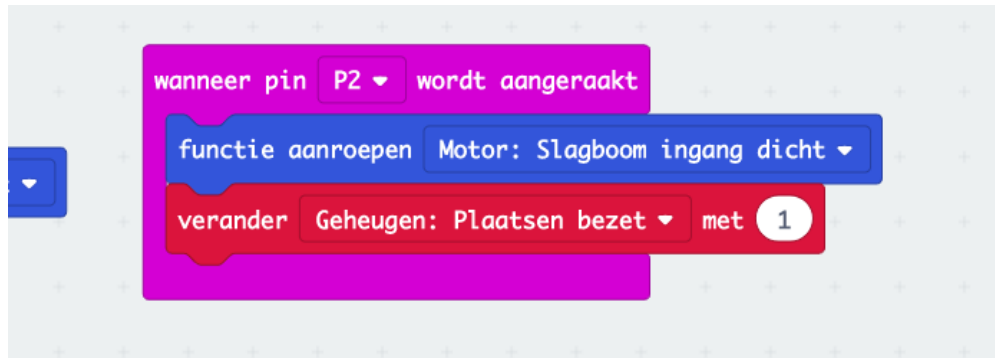 wanneer pin P2 wordt aangeraakt
functie aanroepen Motor: Slagboom ingang dicht
verander Geheugen: Plaatsen bezet met 1